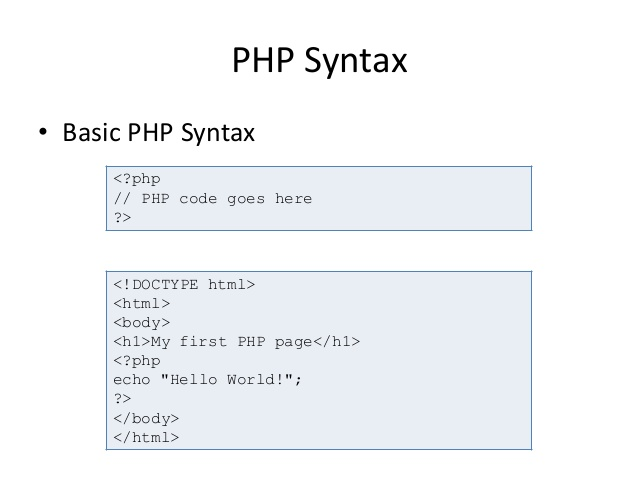 PHP Syntax
• Basic PHP Syntax
<?php
// PHP code goes here
?>
<!DOCTYPE html>
<html>
<body>
<h1>My first PHP page</h1>
<?php
echo "Hello World!";
?>
</body>
</html>